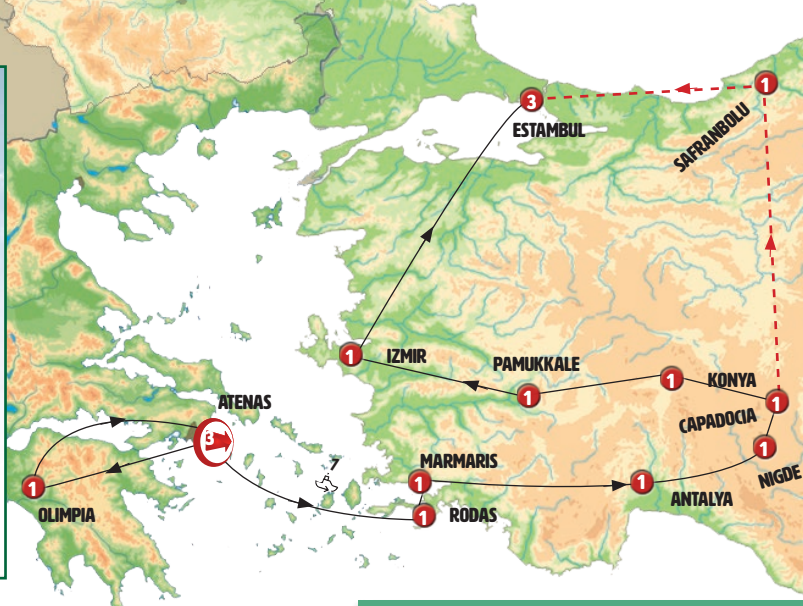 1
3
SAFRANBOLU
ESTAMBUL
1
IZMIR
PAMUKKALE
1
KONYA
1
1
CAPADOCIA
ATENAS
3
7
MARMARIS
1
1
NIGDE
1
ANTALYA
1
OLIMPIA
1
RODAS